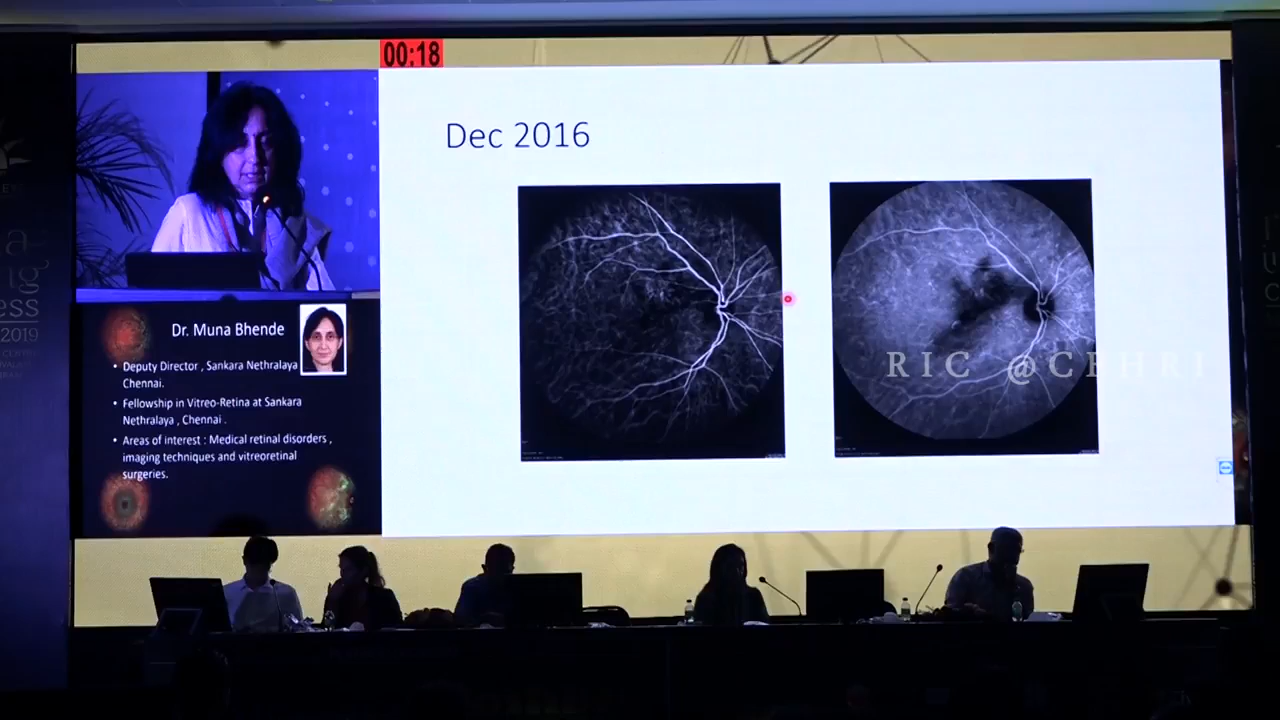 00:18
Dec 2016
Dr. Muna Bhende
• Deputy Director , Sankara Nethralaya
Chennai.
• Fellowship in Vitreo-Retina at Sankara
Nethralaya , Chennai .
• Areas of interest : Medical retinal disorders ,
imaging techniques and vitreoretinal
surgeries.
RIC @CEHRI
ess
2019